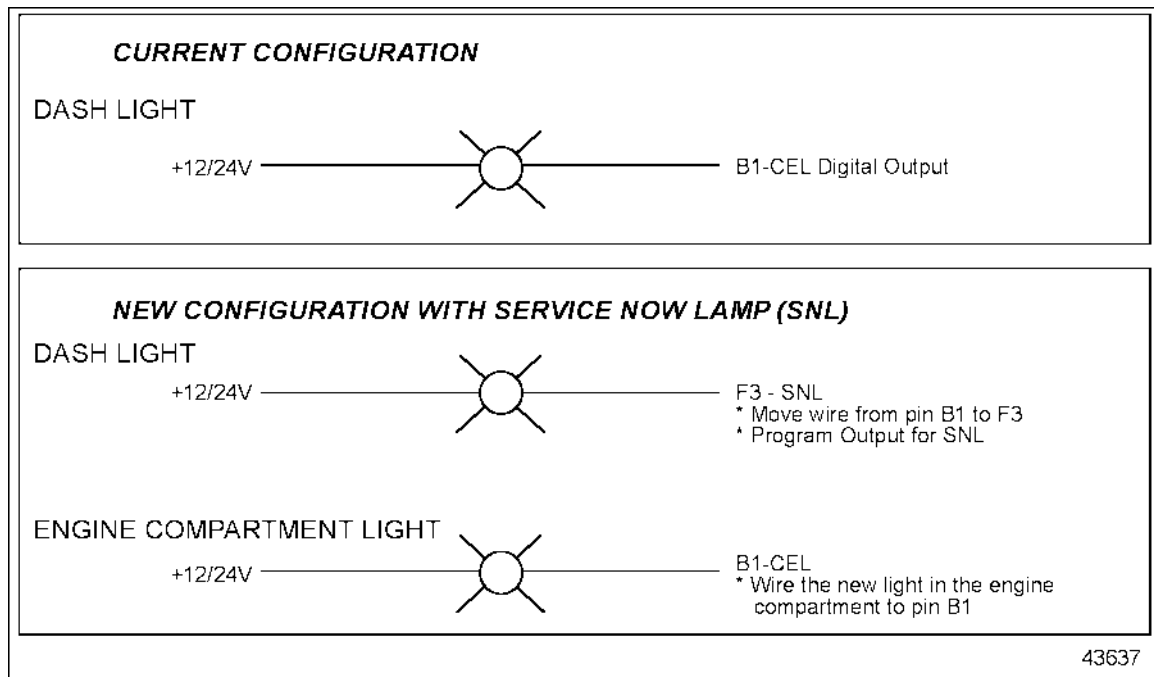 CURRENT CONFIGURATION
DASH LIGHT
+12/24V
B1-CEL Digital Output
NEW CONFIGURATION WITH SERVICE NOW LAMP (SNL)
DASH LIGHT
+12/24V
F3 - SNL
* Move wire from pin B1 to F3
* Program Output for SNL
ENGINE COMPARTMENT LIGHT
+12/24V
B1-CEL
* Wire the new light in the engine
compartment to pin B1
43637